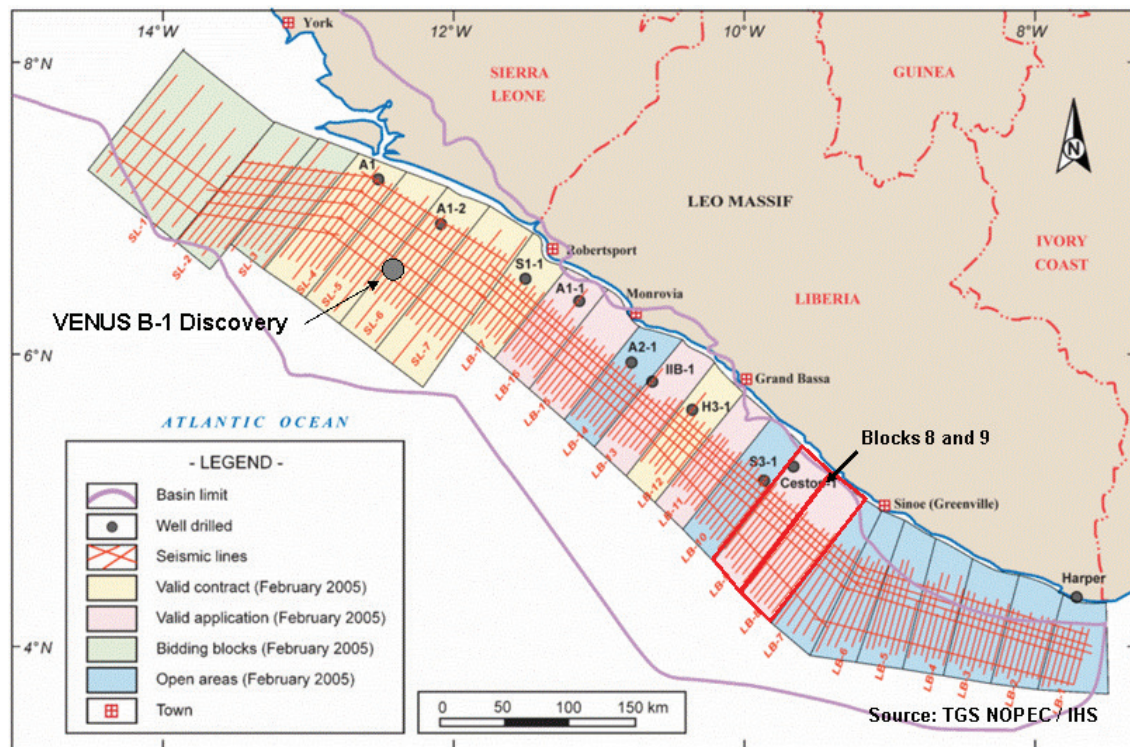 14°W
12°W
10°W
8°W
8°N
6°N
4°N
York
SIERRA
LEONE
GUINEA
N
LEO MASSIF
IVORY
COAST
LIBERIA
A1
A1-2
S1-1
Robertsport
A1-1
Monrovia
A2-1
IIB-1
H3-1
Grand Bassa
S3-1
Cestos-1
Blocks 8 and 9
Sinoe (Greenville)
Harper
VENUS B-1 Discovery
SL-1
SL-2
SL-3
SL-4
SL-5
SL-6
SL-7
LB-17
LB-16
LB-15
LB-14
LB-13
LB-12
LB-11
LB-10
LB-7
LB-6
LB-5
LB-4
LB-3
LB-2
LB-1
ATLANTIC OCEAN
- LEGEND -
Basin limit
Well drilled
Seismic lines
Valid contract (February 2005)
Valid application (February 2005)
Bidding blocks (February 2005)
Open areas (February 2005)
Town
0 50 100 150 km
Source: TGS NOPEC / IHS